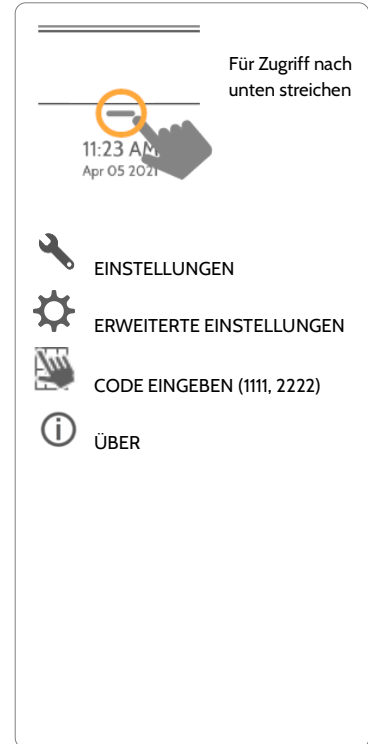 Für Zugriff nach
unten streichen
11:23 AM
Apr 05 2021
EINSTELLUNGEN
ERWEITERTE EINSTELLUNGEN
CODE EINGEBEN (1111, 2222)
ÜBER